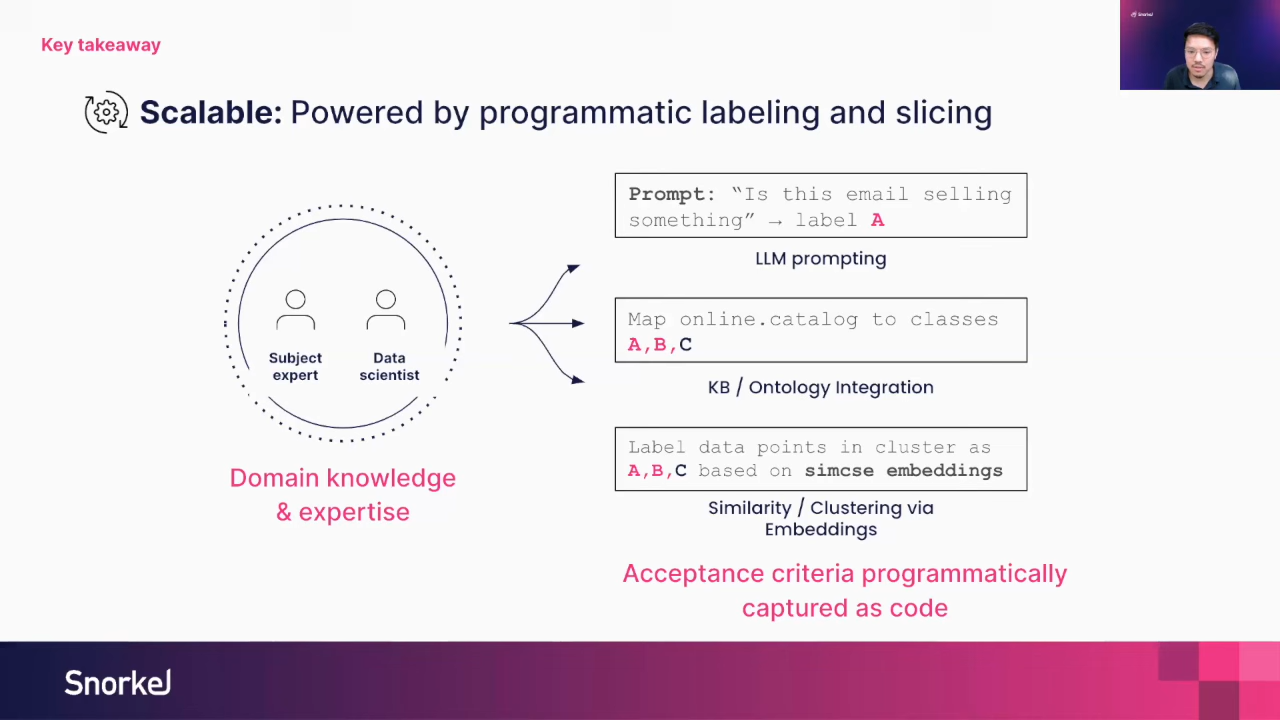 Key takeaway
Snorkel
Scalable: Powered by programmatic labeling and slicing
Prompt: “Is this email selling
something” → label A
LLM prompting
Map online.catalog to classes
A,B,C
KB / Ontology Integration
Subject
expert
Data
scientist
Label data points in cluster as
A,B,C based on simcse embeddings
Similarity / Clustering via
Embeddings
Domain knowledge
& expertise
Acceptance criteria programmatically
captured as code
Snorkel